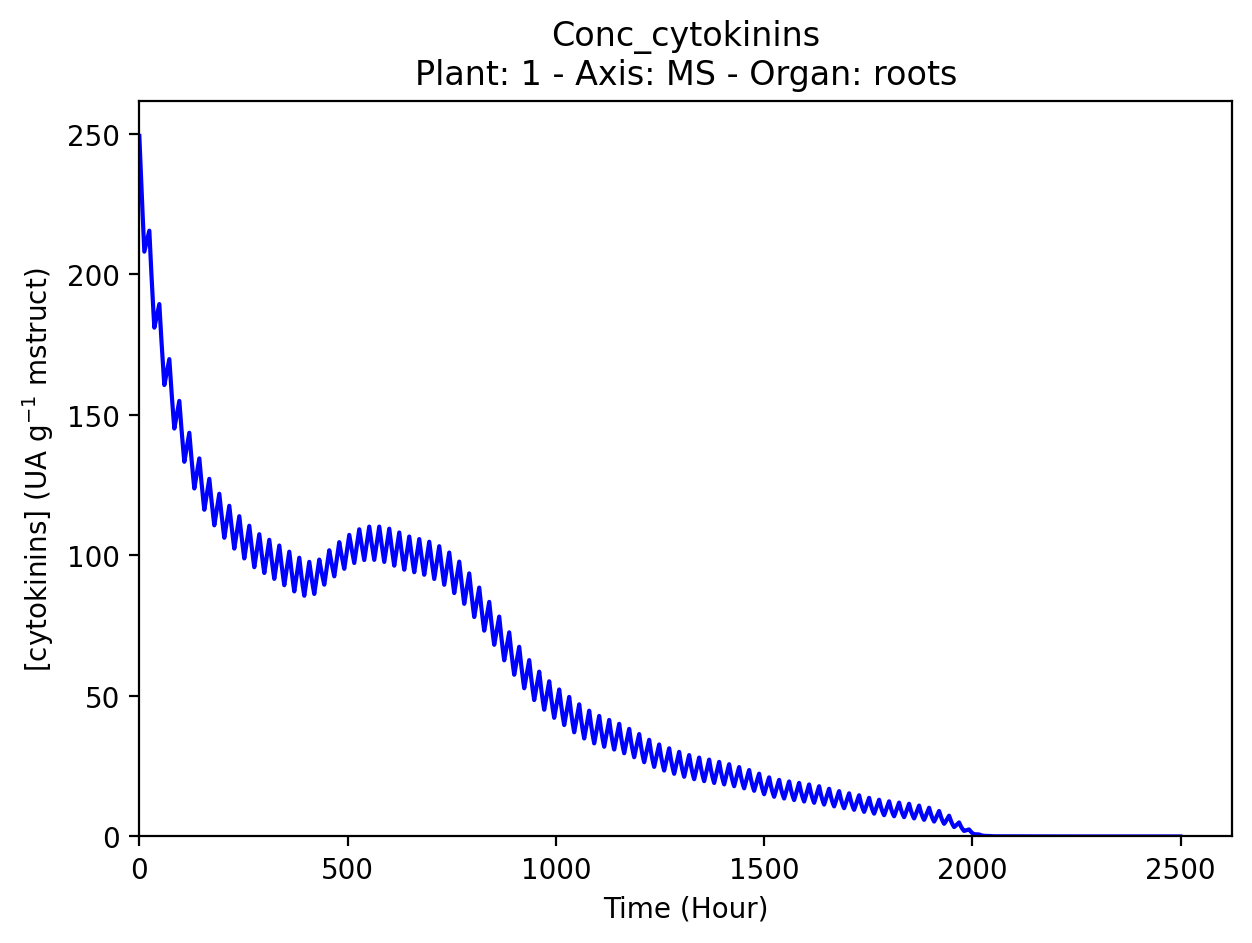 Conc_cytokinins
Plant: 1 - Axis: MS - Organ: roots
[cytokinins] (UA g⁻¹ mstruct)
250
200
150
100
50
0
0 500 1000 1500 2000 2500
Time (Hour)